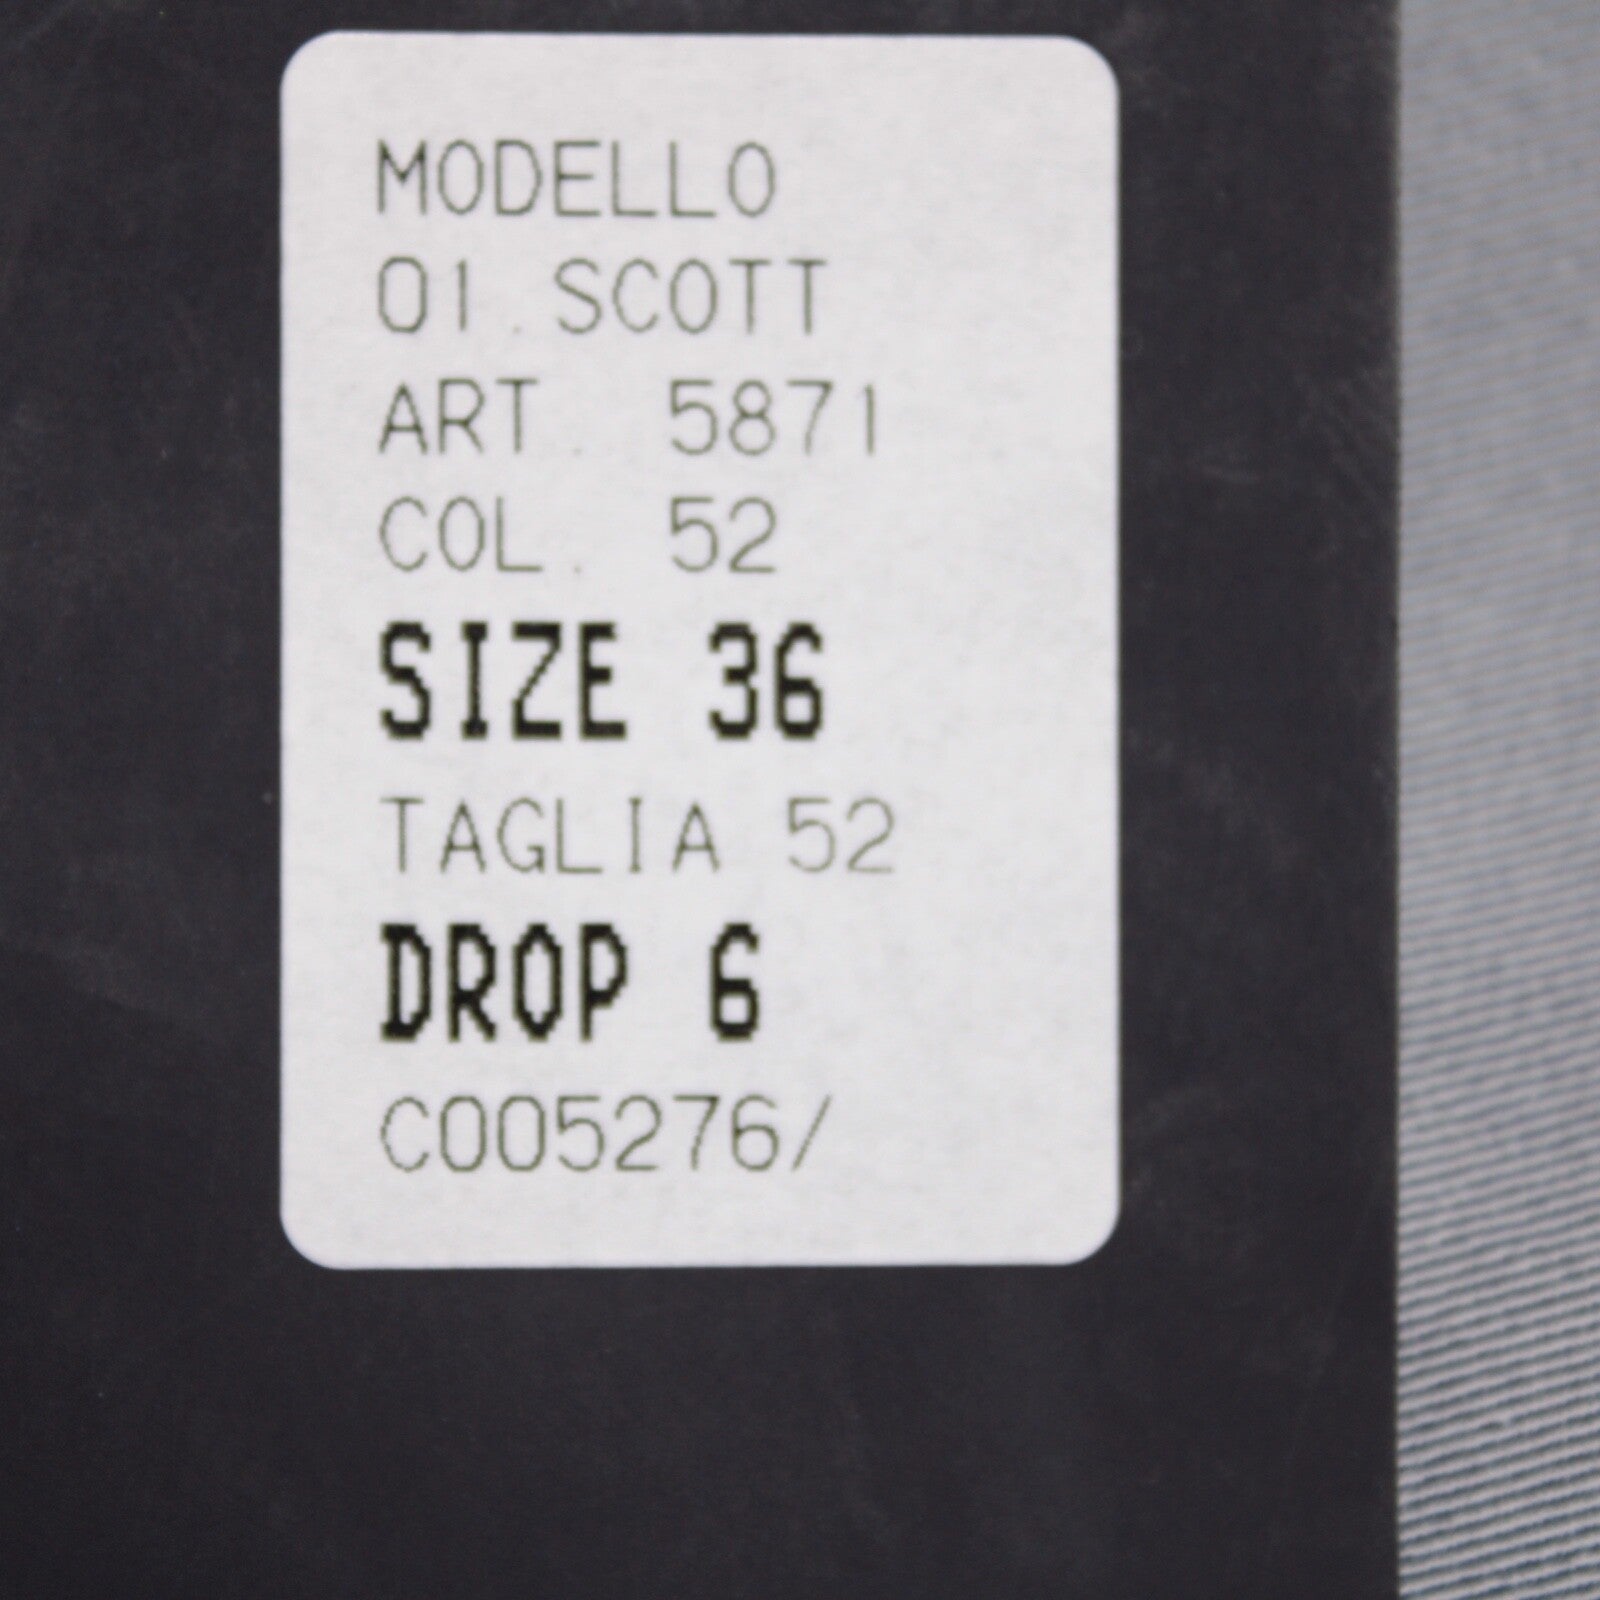 MODELLO
01.SCOTT
ART. 5871
COL. 52
SIZE 36
TAGLIA 52
DROP 6
C005276/